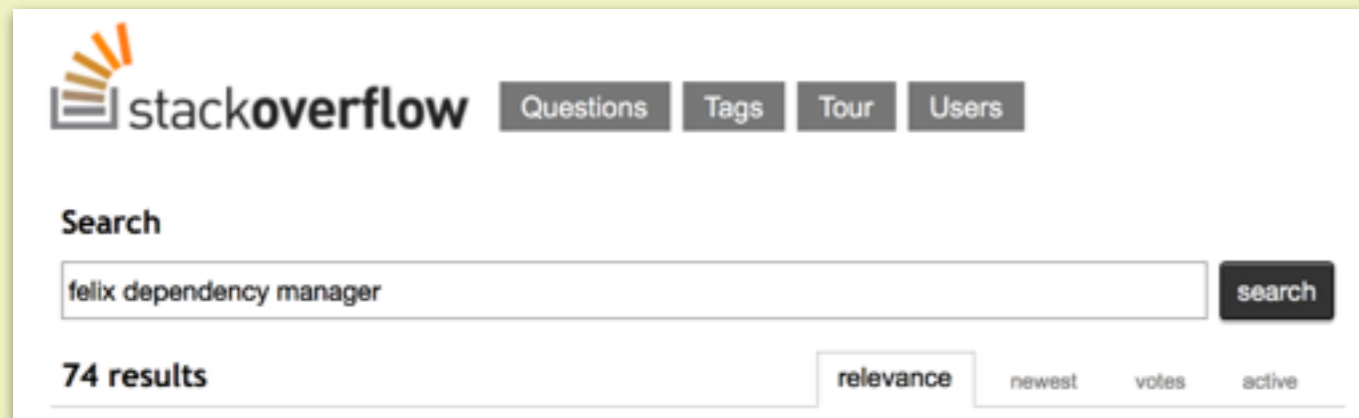 stackoverflow Questions Tags Tour Users
Search
felix dependency manager search
74 results relevance newest votes active